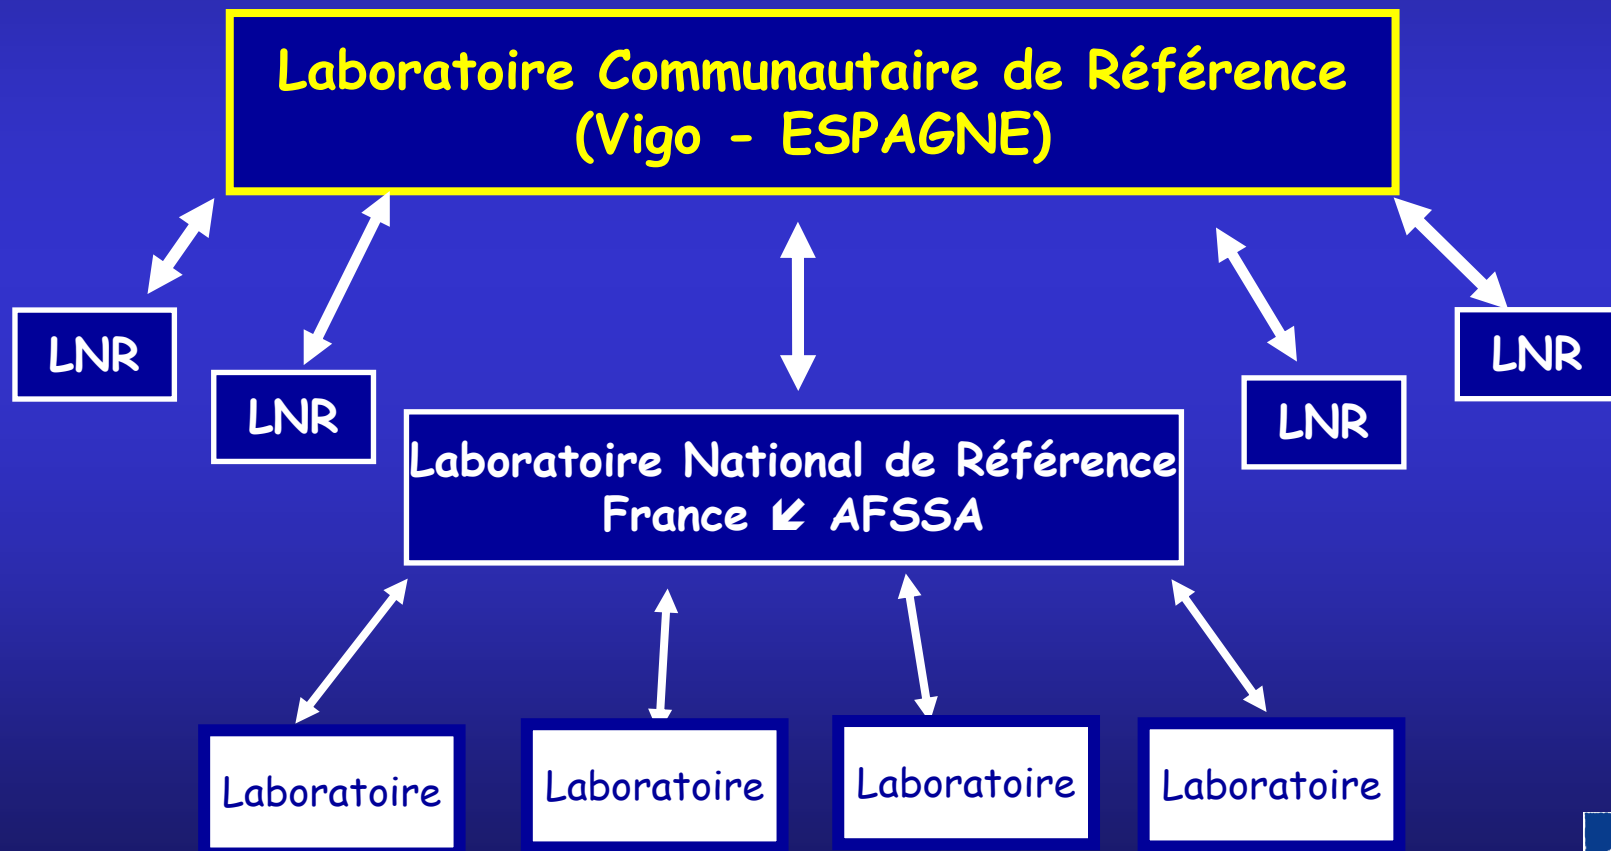 Laboratoire Communautaire de Référence
(Vigo - ESPAGNE)
LNR
LNR
LNR
LNR
Laboratoire National de Référence
France 🡿 AFSSA
Laboratoire
Laboratoire
Laboratoire
Laboratoire